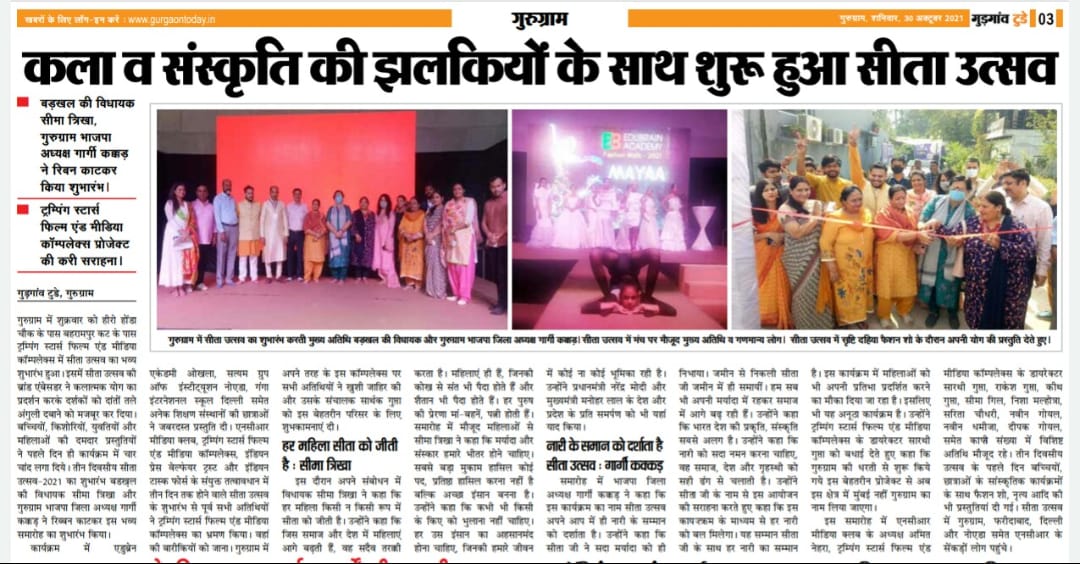 खबरों के लिए लॉग-इन करें : www.gurgaontoday.in
गुरुग्राम
गुरुग्राम, शनिवार, 30 अक्टूबर 2021
गुड़गांव टुडे
03
कला व संस्कृति की झलकियों के साथ शुरू हुआ सीता उत्सव
बड़खल की विधायक
सीमा त्रिखा,
गुरुग्राम भाजपा
अध्यक्ष गार्गी कक्कड़
ने रिबन काटकर
किया शुभारंभ।
ट्रम्पिंग स्टार्स
फिल्म एंड मीडिया
कॉम्पलेक्स प्रोजेक्ट
की करी सराहना।
EDUBRAIN
ACADEMY
Fashion Walk - 2021
MAYAA
गुरुग्राम में सीता उत्सव का शुभारंभ करती मुख्य अतिथि बड़खल की विधायक और गुरुग्राम भाजपा जिला अध्यक्ष गार्गी कक्कड़। सीता उत्सव में मंच पर मौजूद मुख्य अतिथि व गणमान्य लोग। सीता उत्सव में सृष्टि दहिया फैशन शो के दौरान अपनी योग की प्रस्तुति देते हुए।
गुड़गांव टुडे, गुरुग्राम
गुरुग्राम में शुक्रवार को हीरो होंडा
चौक के पास बहरामपुर कट के पास
ट्रम्पिंग स्टार्स फिल्म एंड मीडिया
कॉम्पलेक्स में सीता उत्सव का भव्य
शुभारंभ हुआ। इसमें सीता उत्सव की
ब्रांड एंबेसडर ने कलात्मक योग का
प्रदर्शन करके दर्शकों को दांतों तले
अंगुली दबाने को मजबूर कर दिया।
बच्चियों, किशोरियों, युवतियों और
महिलाओं की दमदार प्रस्तुतियों
ने पहले दिन ही कार्यक्रम में चार
चांद लगा दिये। तीन दिवसीय सीता
उत्सव-2021 का शुभारंभ बडखल
की विधायक सीमा त्रिखा और
गुरुग्राम भाजपा जिला अध्यक्ष गार्गी
कक्कड़ ने रिब्बन काटकर इस भव्य
समारोह का शुभारंभ किया।
कार्यक्रम में एडुब्रेन
एकेडमी ओखला, सत्यम ग्रुप
ऑफ इंस्टीट्यूशन नोएडा, गंगा
इंटरनेशनल स्कूल दिल्ली समेत
अनेक शिक्षण संस्थानों की छात्राओं
ने जबरदस्त प्रस्तुति दी। एनसीआर
मीडिया क्लब, ट्रम्पिंग स्टार्स फिल्म
एंड मीडिया कॉम्पलेक्स, इंडियन
प्रेस वेल्फेयर ट्रस्ट और इंडियन
टास्क फोर्स के संयुक्त तत्वावधान में
तीन दिन तक होने वाले सीता उत्सव
के शुभारंभ से पूर्व सभी अतिथियों
ने ट्रम्पिंग स्टार्स फिल्म एंड मीडिया
कॉम्पलेक्स का भ्रमण किया। वहां
की बारीकियों को जाना। गुरुग्राम में
अपने तरह के इस कॉम्पलेक्स पर
सभी अतिथियों ने खुशी जाहिर की
और उसके संचालक सार्थक गुप्ता
को इस बेहतरीन परिसर के लिए
शुभकामनाएं दी।
हर महिला सीता को जीती
है : सीमा त्रिखा
इस दौरान अपने संबोधन में
विधायक सीमा त्रिखा ने कहा कि
हर महिला किसी न किसी रूप में
सीता को जीती है। उन्होंने कहा कि
जिस समाज और देश में महिलाएं
आगे बढ़ती हैं, वह सदैव तरक्की
करता है। महिलाएं ही हैं, जिनकी
कोख से संत भी पैदा होते हैं और
शैतान भी पैदा होते हैं। हर पुरुष
की प्रेरणा मां-बहनें, पत्नी होती हैं।
समारोह में मौजूद महिलाओं से
सीमा त्रिखा ने कहा कि मर्यादा और
संस्कार हमारे भीतर होने चाहिए।
सबसे बड़ा मुकाम हासिल कोई
पद, प्रतिष्ठा हासिल करना नहीं है
बल्कि अच्छा इंसान बनना है।
उन्होंने कहा कि कभी भी किसी
के किए को भुलाना नहीं चाहिए।
हर उस इंसान का अहसानमंद
होना चाहिए, जिनकी हमारे जीवन
में कोई ना कोई भूमिका रही है।
उन्होंने प्रधानमंत्री नरेंद्र मोदी और
मुख्यमंत्री मनोहर लाल के देश और
प्रदेश के प्रति समर्पण को भी यहां
याद किया।
नारी के समान को दर्शाता है
सीता उत्सव : गार्गी कक्कड़
समारोह में भाजपा जिला
अध्यक्ष गार्गी कक्कड़ ने कहा कि
इस कार्यक्रम का नाम सीता उत्सव
अपने आप में ही नारी के सम्मान
को दर्शाता है। उन्होंने कहा कि
सीता जी ने सदा मर्यादा को ही
निभाया। जमीन से निकली सीता
जी जमीन में ही समायीं। हम सब
भी अपनी मर्यादा में रहकर समाज
में आगे बढ़ रही हैं। उन्होंने कहा
कि भारत देश की प्रकृति, संस्कृति
सबसे अलग है। उन्होंने कहा कि
नारी को सदा नमन करना चाहिए,
वह समाज, देश और गृहस्थी को
सही ढंग से चलाती है। उन्होंने
सीता जी के नाम से इस आयोजन
की सराहना करते हुए कहा कि इस
कार्यक्रम के माध्यम से हर नारी
को बल मिलेगा। यह सम्मान सीता
जी के साथ हर नारी का सम्मान
है। इस कार्यक्रम में महिलाओं को
भी अपनी प्रतिभा प्रदर्शित करने
का मौका दिया जा रहा है। इसलिए
भी यह अनूठा कार्यक्रम है। उन्होंने
ट्रम्पिंग स्टार्स फिल्म एंड मीडिया
कॉम्पलेक्स के डायरेक्टर सारथी
गुप्ता को बधाई देते हुए कहा कि
गुरुग्राम की धरती से शुरू किये
गये इस बेहतरीन प्रोजेक्ट से अब
इस क्षेत्र में मुंबई नहीं गुरुग्राम का
नाम लिया जाएगा।
इस समारोह में एनसीआर
मीडिया क्लब के अध्यक्ष अमित
नेहरा, ट्रम्पिंग स्टार्स फिल्म एंड
मीडिया कॉम्पलेक्स के डायरेक्टर
सारथी गुप्ता, राकेश गुप्ता, कौथ
गुप्ता, सीमा गिल, निशा मल्होत्रा,
सरिता चौधरी, नवीन गोयल,
नवीन धमीजा, दीपक गोयल,
समेत काफी संख्या में विशिष्ट
अतिथि मौजूद रहे। तीन दिवसीय
उत्सव के पहले दिन बच्चियों,
छात्राओं के सांस्कृतिक कार्यक्रमों
के साथ फैशन शो, नृत्य आदि की
भी प्रस्तुतियां दी गई। सीता उत्सव
में गुरुग्राम, फरीदाबाद, दिल्ली
और नोएडा समेत एनसीआर के
सैंकड़ों लोग पहुंचे।